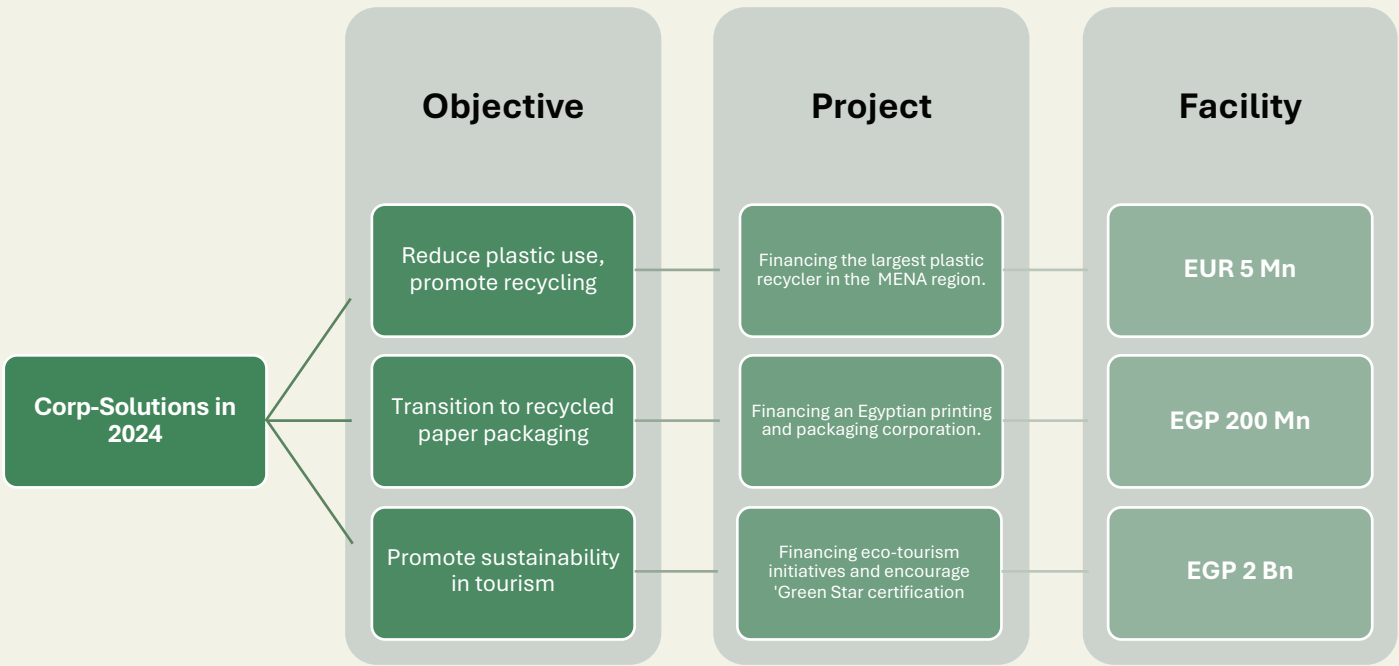 Objective
Project
Facility
Corp-Solutions in
2024
Reduce plastic use,
promote recycling
Financing the largest plastic
recycler in the  MENA region.
EUR 5 Mn
Transition to recycled
paper packaging
Financing an Egyptian printing
and packaging corporation.
EGP 200 Mn
Promote sustainability
in tourism
Financing eco-tourism
initiatives and encourage
'Green Star certification
EGP 2 Bn